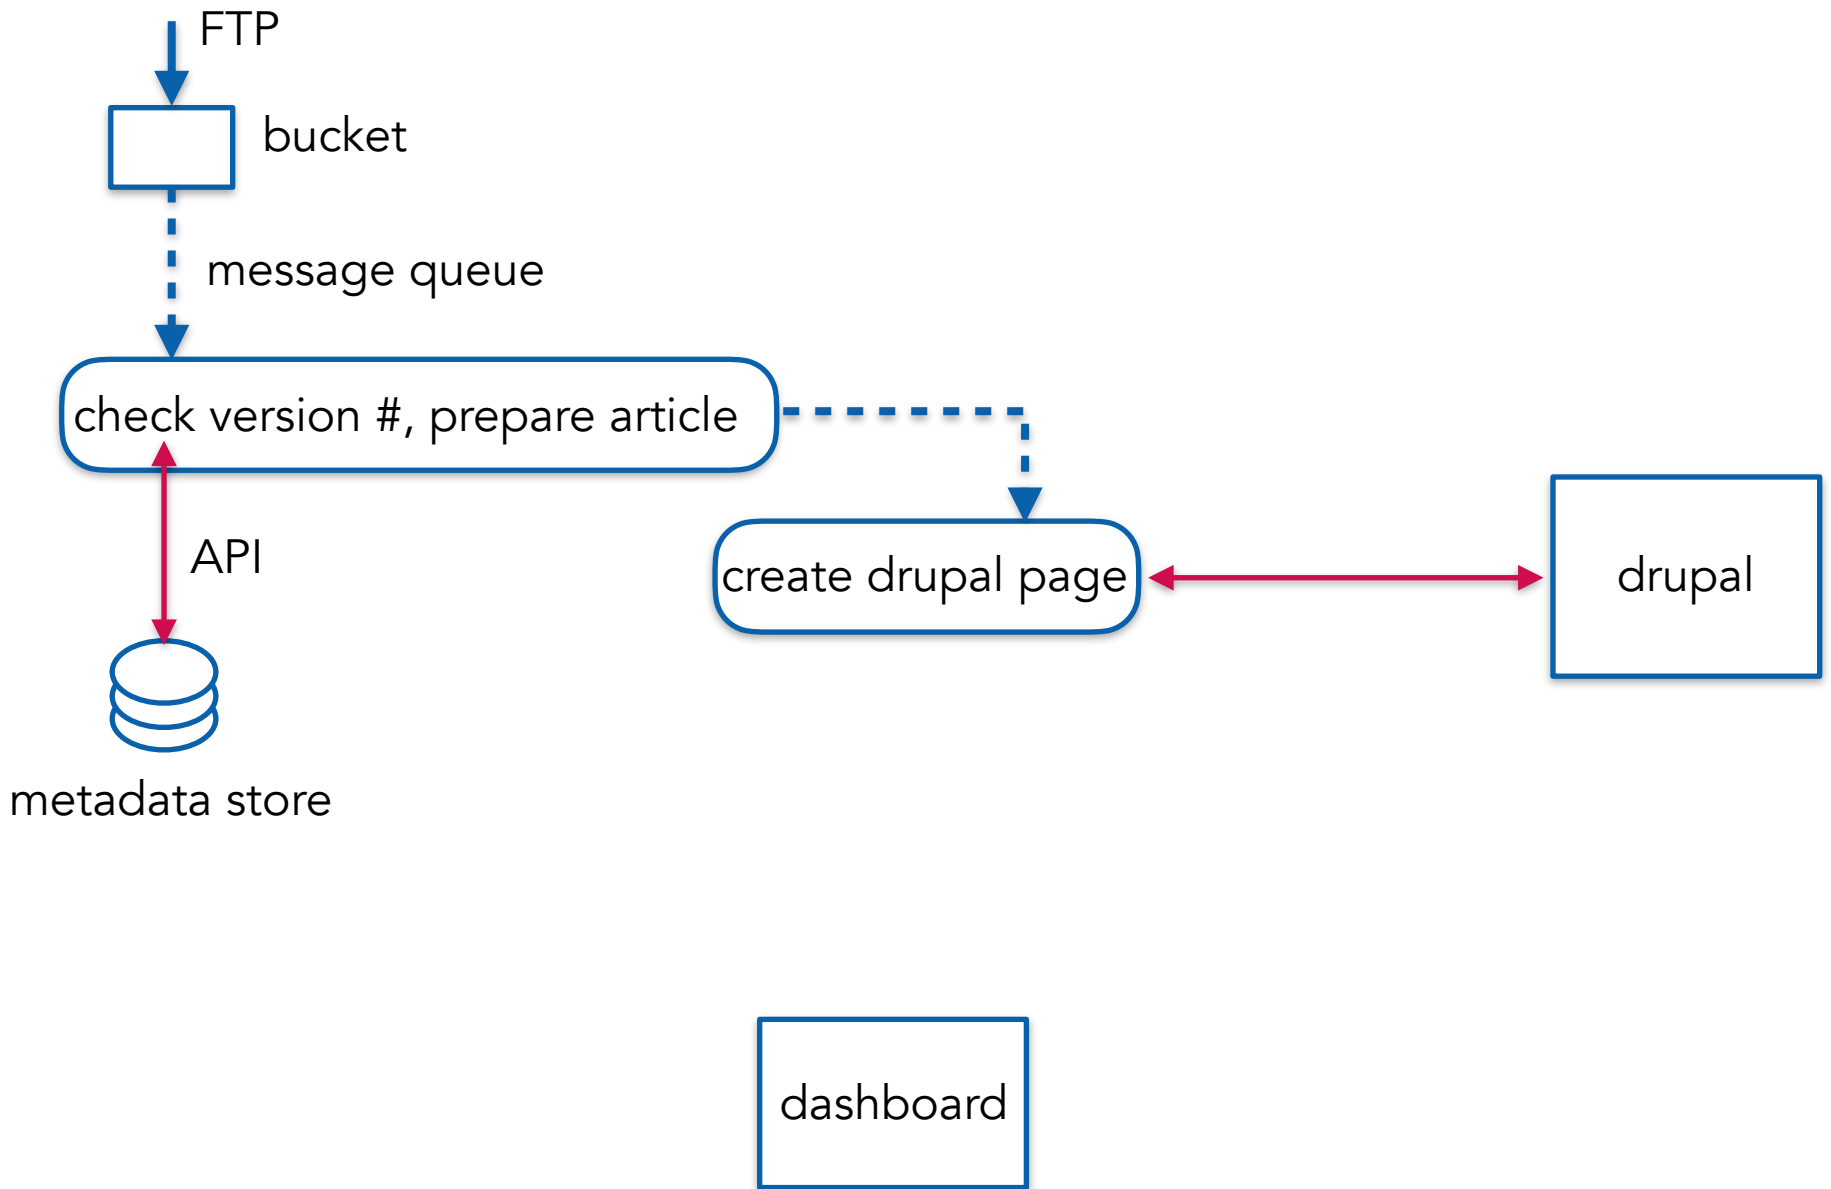 FTP
bucket
message queue
check version #, prepare article
API
create drupal page
drupal
metadata store
dashboard